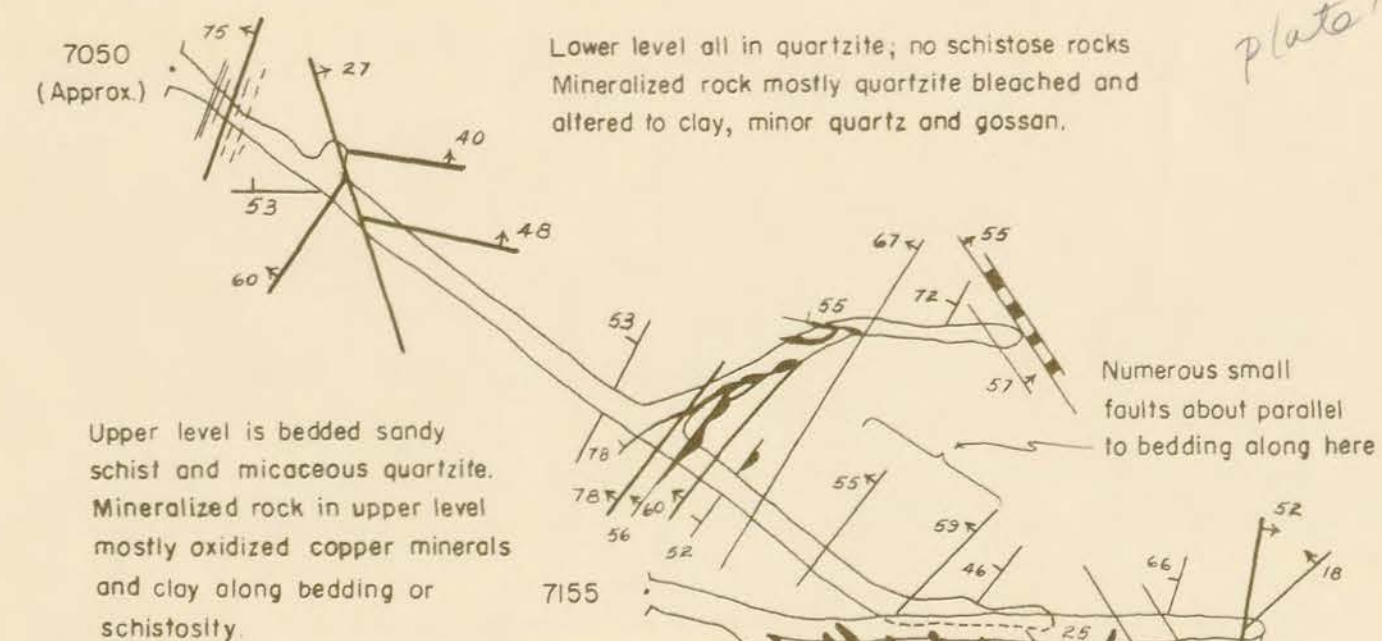 plate
7050
(Approx.)
75
27
Lower level all in quartzite; no schistose rocks
Mineralized rock mostly quartzite bleached and
altered to clay, minor quartz and gossan.
40
53
48
60
67
55
55
72
53
57
Numerous small
faults about parallel
to bedding along here
Upper level is bedded sandy
schist and micaceous quartzite.
Mineralized rock in upper level
mostly oxidized copper minerals
and clay along bedding or
schistosity.
78
78
56
60
52
55
59
46
66
52
18
7155
25